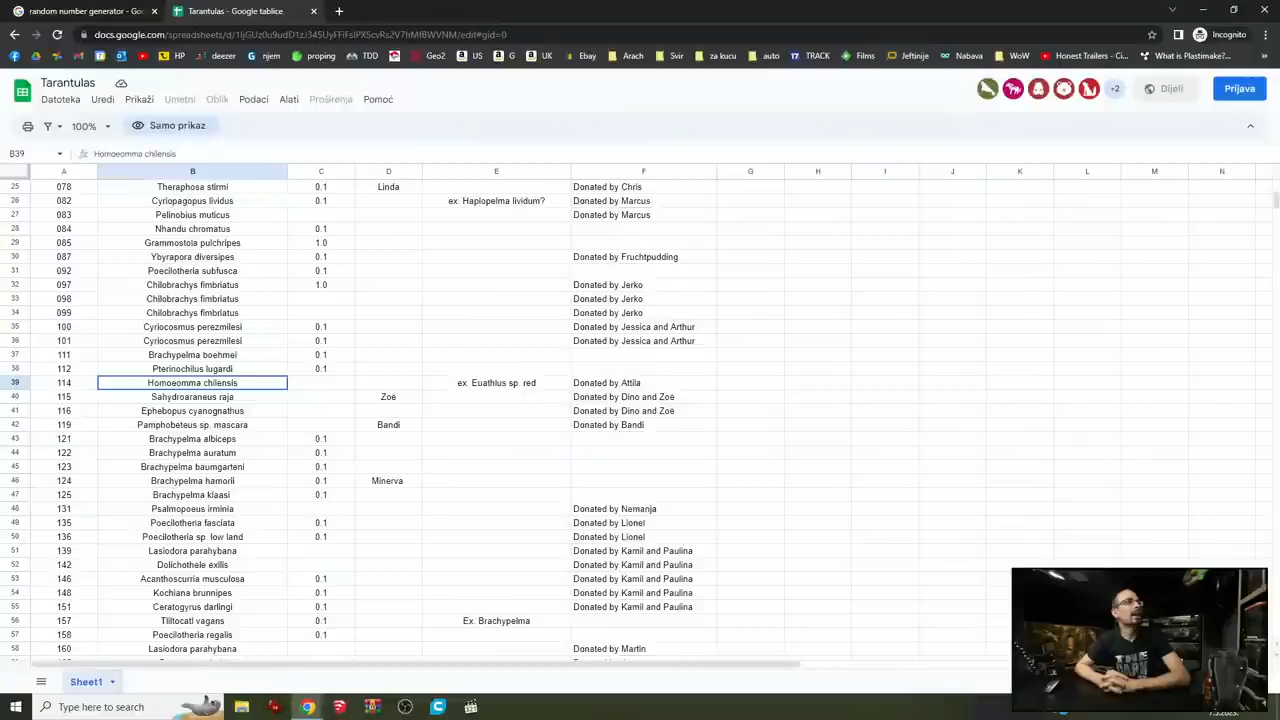 random number generator - Go
Tarantulas - Google tablice
docs.google.com/spreadsheets/d/1ljGUz0u9udD1zJ345UyFFiFsIPX5cvRs2V7hMfBWVNM/edit#gid=0
Incognito
HP deezer njem proping TDD Geo2 US G UK Ebay Arach Svir za kucu auto TRACK Films Jeftinije Nabava WoW Honest Trailers -... What is Plastimake?...
Tarantulas
+2 Dijeli Prijava
Datoteka Uredi Prikaži Umetni Oblik Podaci Alati Proširenja Pomoć
100% Samo prikaz
B39 fx Homoeomma chilensis
A B C D E F G H I J K L M N
25 078 Theraphosa stirmi 0.1 Linda Donated by Chris
26 082 Cyriopagopus lividus 0.1 ex. Haplopelma lividum? Donated by Marcus
27 083 Pelinobius muticus Donated by Marcus
28 084 Nhandu chromatus 0.1
29 085 Grammostola pulchripes 1.0
30 087 Ybyrapora diversipes 0.1 Donated by Fruchtpudding
31 092 Poecilotheria subfusca 0.1
32 097 Chilobrachys fimbriatus 1.0 Donated by Jerko
33 098 Chilobrachys fimbriatus Donated by Jerko
34 099 Chilobrachys fimbriatus Donated by Jerko
35 100 Cyriocosmus perezmilesi 0.1 Donated by Jessica and Arthur
36 101 Cyriocosmus perezmilesi 0.1 Donated by Jessica and Arthur
37 111 Brachypelma boehmei 0.1
38 112 Pterinochilus lugardi 0.1
39 114 Homoeomma chilensis ex. Euathlus sp. red Donated by Attila
40 115 Sahydroaraneus raja Zoë Donated by Dino and Zoë
41 116 Ephebopus cyanognathus Donated by Dino and Zoë
42 119 Pamphobeteus sp. mascara Bandi Donated by Bandi
43 121 Brachypelma albiceps 0.1
44 122 Brachypelma auratum 0.1
45 123 Brachypelma baumgarteni 0.1
46 124 Brachypelma hamorii 0.1 Minerva
47 125 Brachypelma klaasi 0.1
48 131 Psalmopoeus irminia Donated by Nemanja
49 135 Poecilotheria fasciata 0.1 Donated by Lionel
50 136 Poecilotheria sp. low land 0.1 Donated by Lionel
51 139 Lasiodora parahybana Donated by Kamil and Paulina
52 142 Dolichothele exilis Donated by Kamil and Paulina
53 146 Acanthoscurria musculosa 0.1 Donated by Kamil and Paulina
54 148 Kochiana brunnipes 0.1 Donated by Kamil and Paulina
55 151 Ceratogyrus darlingi 0.1 Donated by Kamil and Paulina
56 157 Tliltocatl vagans 0.1 Ex. Brachypelma
57 158 Poecilotheria regalis 0.1
58 160 Lasiodora parahybana Donated by Martin
Sheet1
Type here to search
7.5.2023.